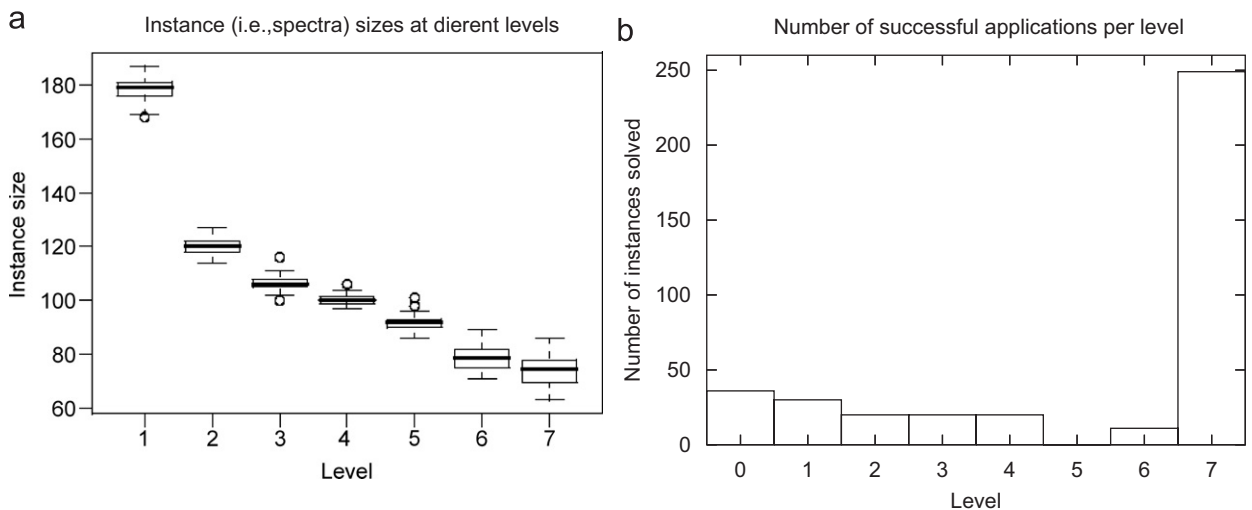 a
Instance (i.e.,spectra) sizes at dierent levels
180
160
140
120
100
80
60
Instance size
1 2 3 4 5 6 7
Level
b
Number of successful applications per level
250
200
150
100
50
0
Number of instances solved
0 1 2 3 4 5 6 7
Level